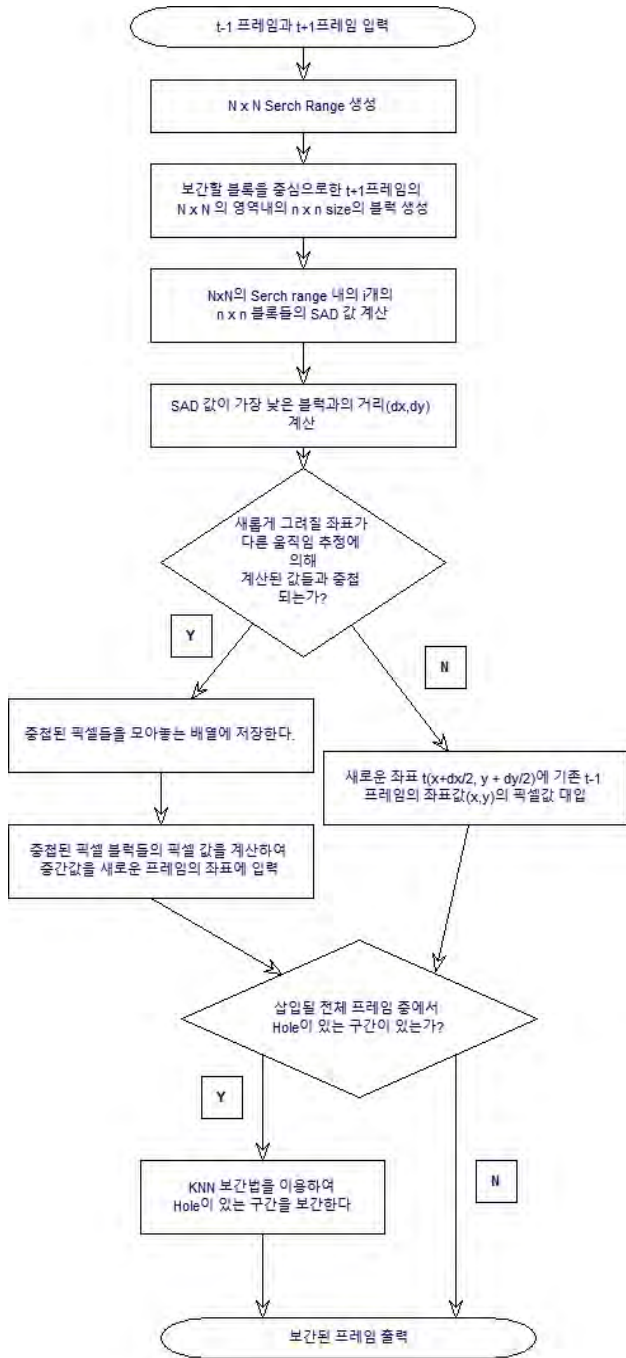 t-1 프레임과 t+1프레임 입력
N x N Serch Range 생성
보간할 블록을 중심으로한 t+1프레임의
N x N 의 영역내의 n x n size의 블럭 생성
NxN의 Serch range 내의 i개의
n x n 블록들의 SAD 값 계산
SAD 값이 가장 낮은 블럭과의 거리(dx,dy)
계산
새롭게 그려질 좌표가
다른 움직임 추정에
의해
계산된 값들과 중첩
되는가?
Y
N
중첩된 픽셀들을 모아놓는 배열에 저장한다.
새로운 좌표 t(x+dx/2, y + dy/2)에 기존 t-1
프레임의 좌표값(x,y)의 픽셀값 대입
중첩된 픽셀 블럭들의 픽셀 값을 계산하여
중간값을 새로운 프레임의 좌표에 입력
삽입될 전체 프레임 중에서
Hole이 있는 구간이 있는가?
Y
N
KNN 보간법을 이용하여
Hole이 있는 구간을 보간한다
보간된 프레임 출력